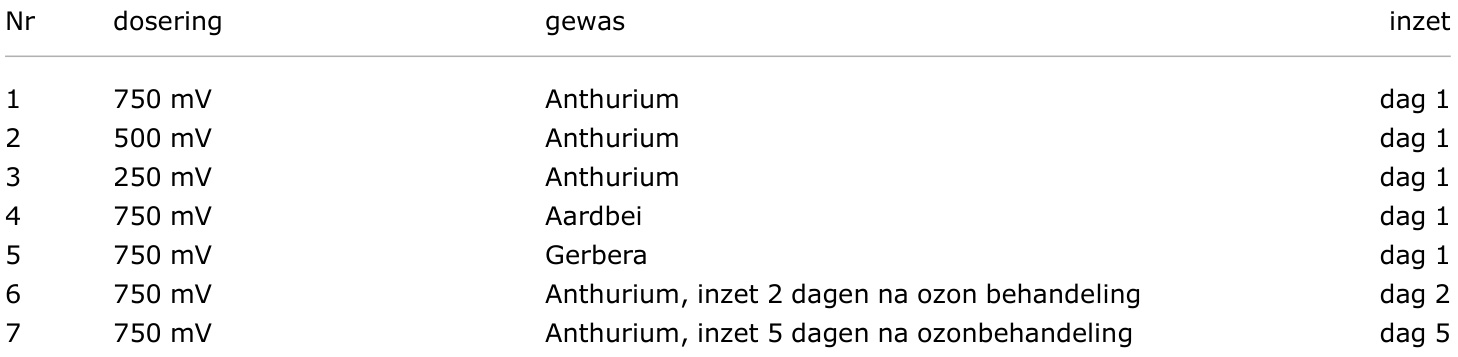 Nr dosering gewas inzet
1 750 mV Anthurium dag 1
2 500 mV Anthurium dag 1
3 250 mV Anthurium dag 1
4 750 mV Aardbei dag 1
5 750 mV Gerbera dag 1
6 750 mV Anthurium, inzet 2 dagen na ozon behandeling dag 2
7 750 mV Anthurium, inzet 5 dagen na ozonbehandeling dag 5